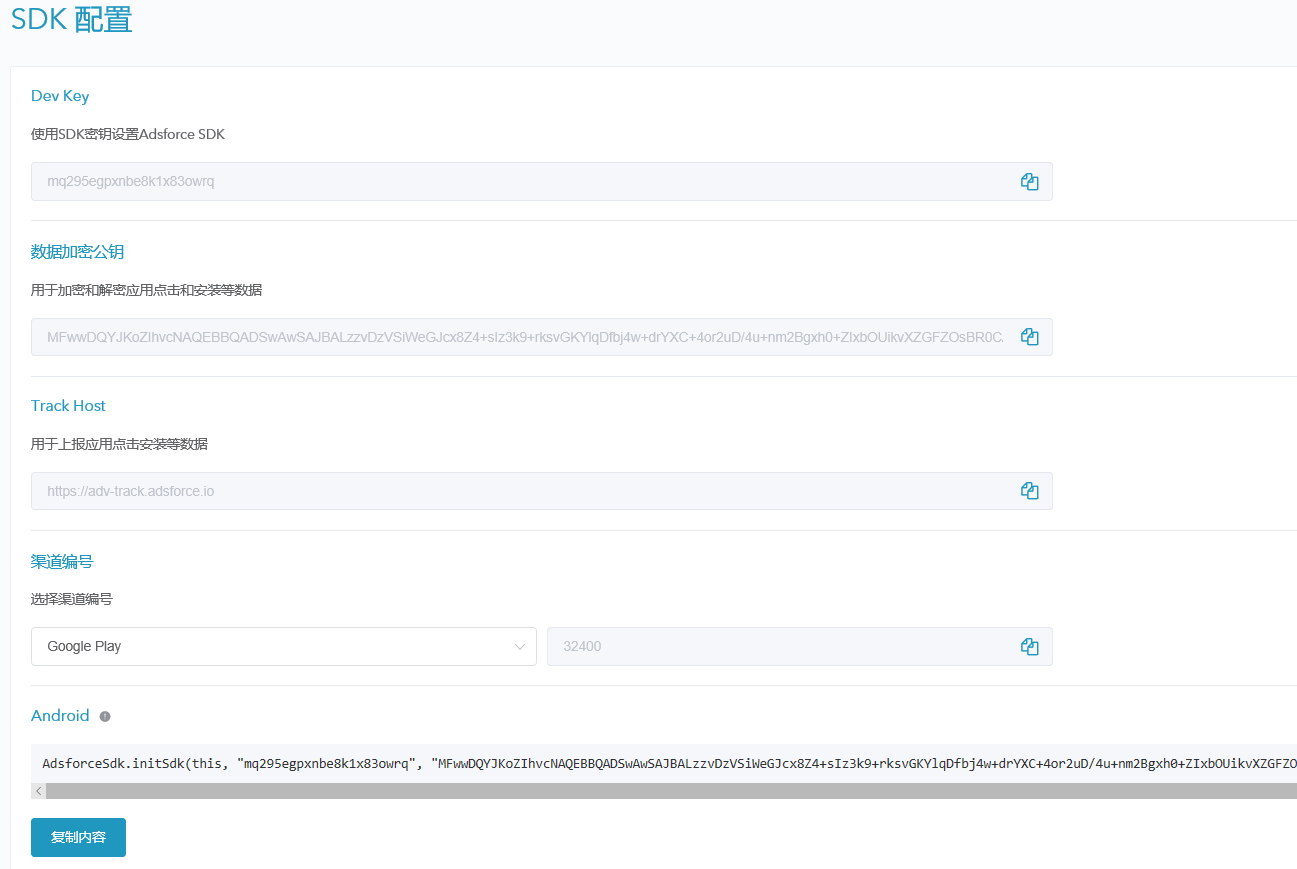 SDK 配置
Dev Key
使用SDK密钥设置Adsforce SDK
mq295egpxnbe8k1x83owrq
数据加密公钥
用于加密和解密应用点击和安装等数据
MFwwDQYJKoZIhvcNAQEBBQADSwAwSAJBALzzvDzVSiWeGJcx8Z4+sIz3k9+rksvGKYlqDfbj4w+drYXC+4or2uD/4u+nm2Bgxh0+ZIxbOUikvXZGFZOsBR0C
Track Host
用于上报应用点击安装等数据
https://adv-track.adsforce.io
渠道编号
选择渠道编号
Google Play
32400
Android
AdsforceSdk.initSdk(this, "mq295egpxnbe8k1x83owrq", "MFwwDQYJKoZIhvcNAQEBBQADSwAwSAJBALzzvDzVSiWeGJcx8Z4+sIz3k9+rksvGKYlqDfbj4w+drYXC+4or2uD/4u+nm2Bgxh0+ZIxbOUikvXZGFZO
复制内容